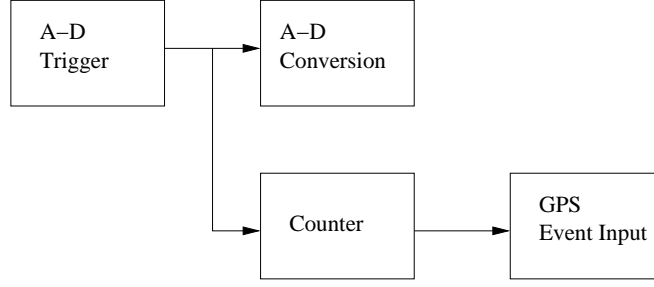 A−D
Trigger
A−D
Conversion
Counter
GPS
Event Input